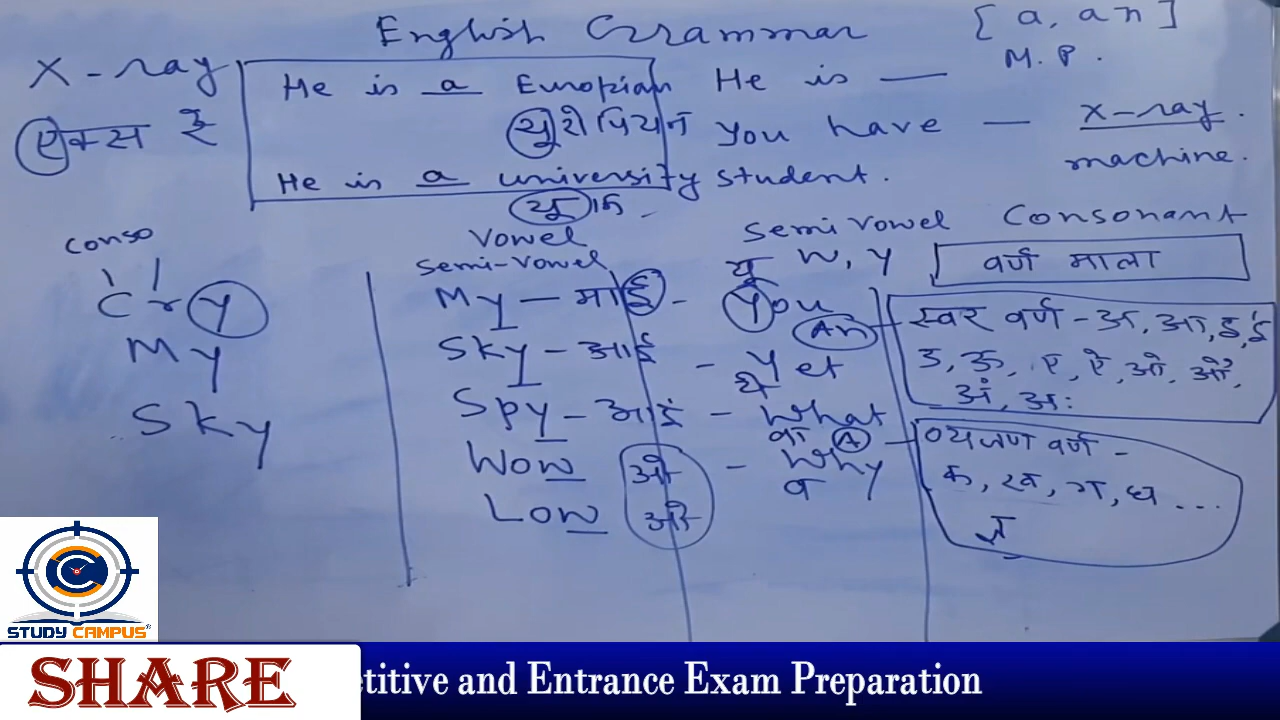 English Grammar [a, an]
X-ray He is a Europian He is — M.P.
एक्स रे यूरोपियन You have — x-ray machine.
He is a university student.
यू नि
Conso Vowel Semi Vowel Consonant
Semi-vowel यू w, y वर्ण माला
Cry My — माई - You An स्वर वर्ण - अ, आ, इ, ई
My Sky — आई - Yet उ, ऊ, ए, ऐ, ओ, औ,
ये अं, अः
Sky Spy — आई - What
वा A व्यजण वर्ण -
Wow ओ - Why क, ख, ग, घ ...
व
Low ओ
STUDY CAMPUS
SHARE etitive and Entrance Exam Preparation